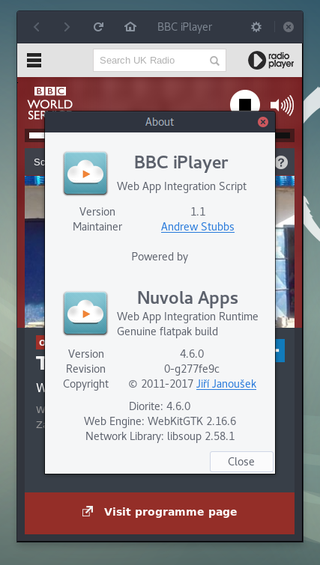 BBC iPlayer
Search UK Radio
radio
player
BBC
WORLD
About
BBC iPlayer
Web App Integration Script
Version 1.1
Maintainer Andrew Stubbs
Powered by
Nuvola Apps
Web App Integration Runtime
Genuine flatpak build
Version 4.6.0
Revision 0-g277fe9c
Copyright © 2011-2017 Jiří Janoušek
Diorite: 4.6.0
Web Engine: WebKitGTK 2.16.6
Network Library: libsoup 2.58.1
Close
Visit programme page